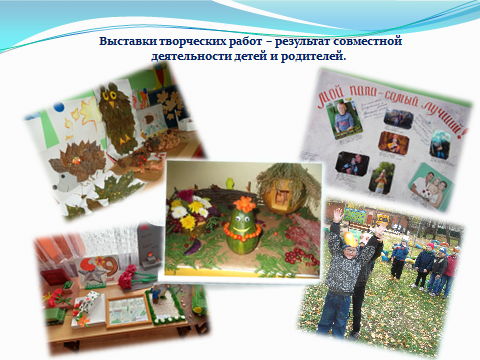 Выставки творческих работ – результат совместной
деятельности детей и родителей.
Мой папа-самый лучший!